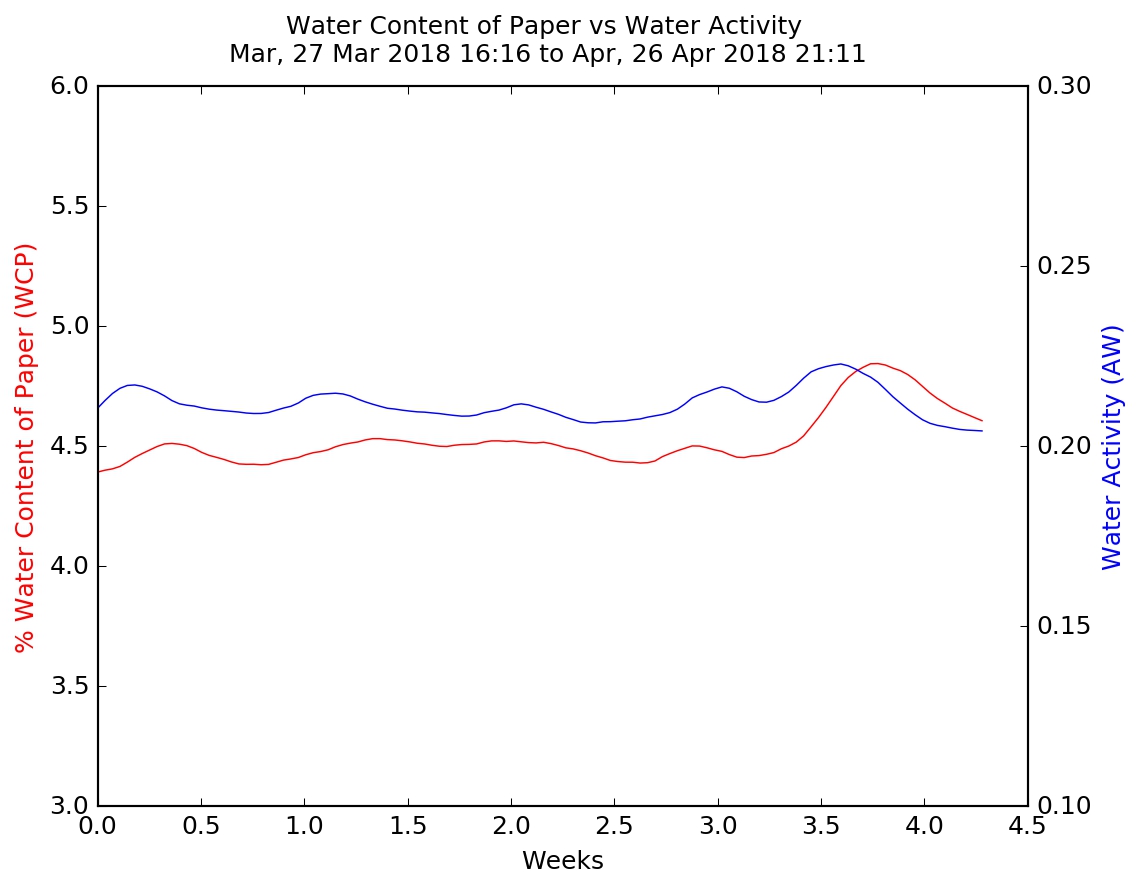 Water Content of Paper vs Water Activity
Mar, 27 Mar 2018 16:16 to Apr, 26 Apr 2018 21:11
6.0
5.5
5.0
4.5
4.0
3.5
3.0
% Water Content of Paper (WCP)
0.30
0.25
0.20
0.15
0.10
Water Activity (AW)
0.0 0.5 1.0 1.5 2.0 2.5 3.0 3.5 4.0 4.5
Weeks